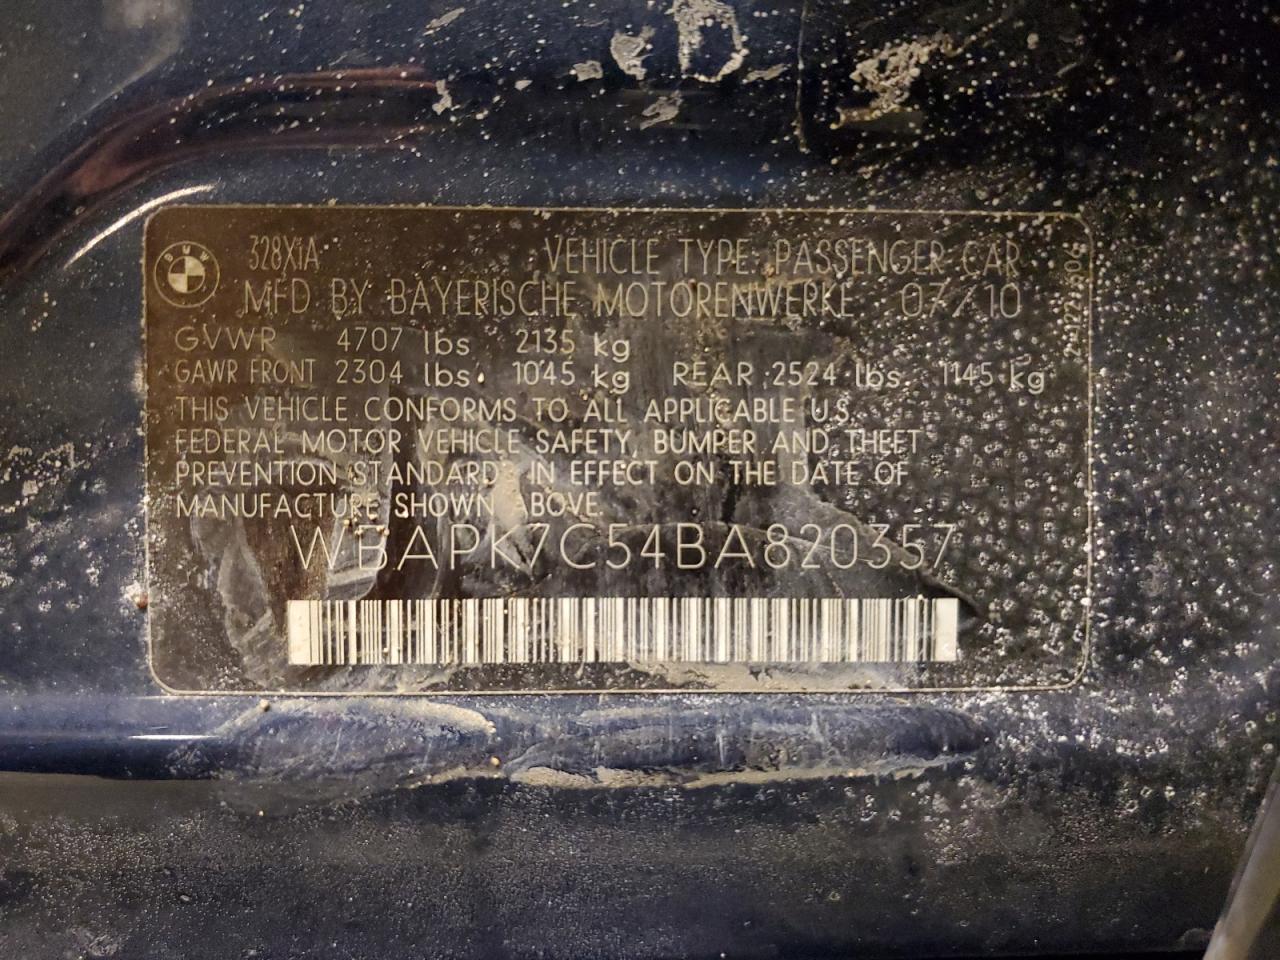 BMW
328XiA VEHICLE TYPE: PASSENGER CAR
MFD BY BAYERISCHE MOTORENWERKE 07/10
GVWR 4707 lbs 2135 kg
GAWR FRONT 2304 lbs. 1045 kg REAR 2524 lbs. 1145 kg
THIS VEHICLE CONFORMS TO ALL APPLICABLE U.S.
FEDERAL MOTOR VEHICLE SAFETY, BUMPER AND THEFT
PREVENTION STANDARDS IN EFFECT ON THE DATE OF
MANUFACTURE SHOWN ABOVE.
WBAPK7C54BA820357